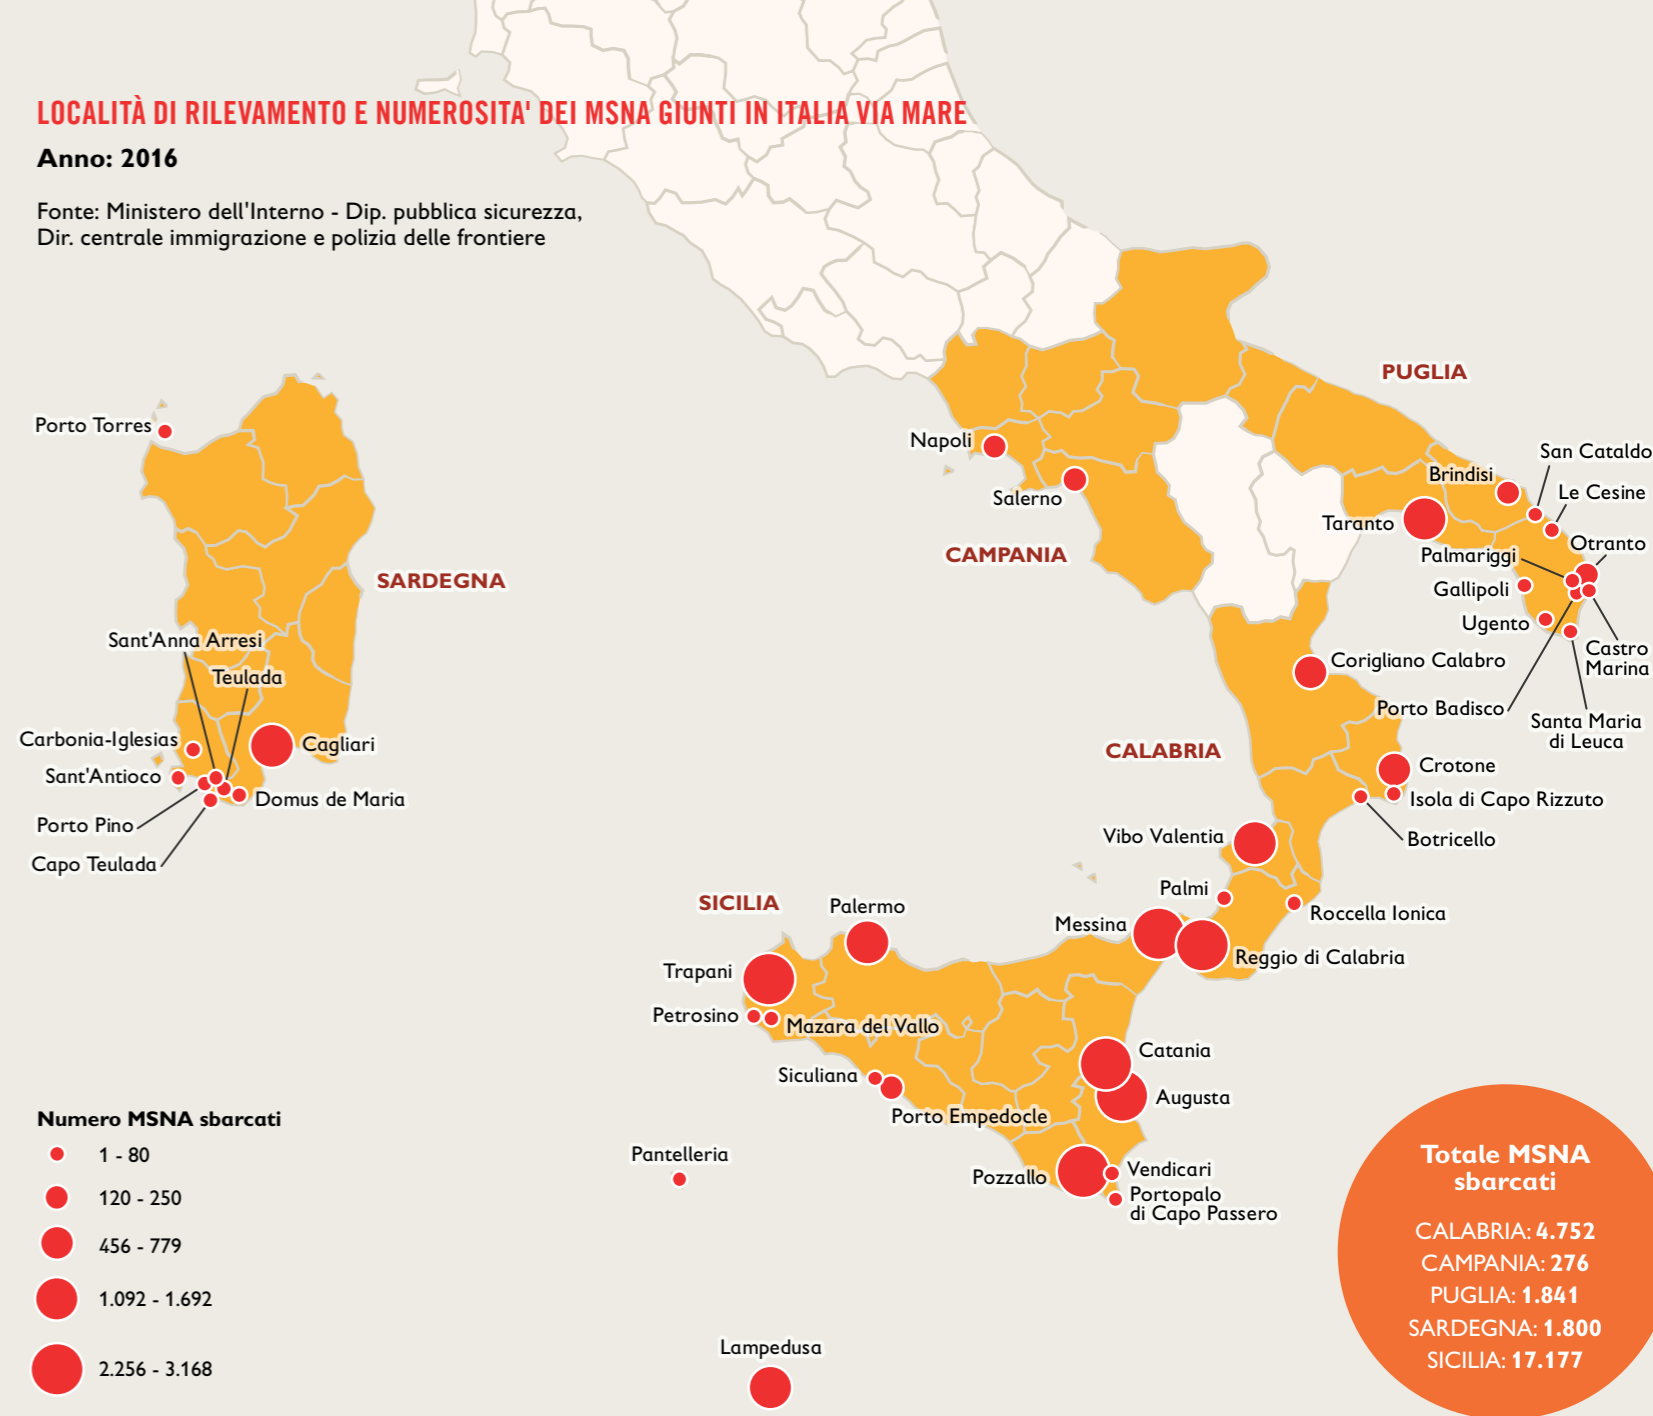 LOCALITÀ DI RILEVAMENTO E NUMEROSITA' DEI MSNA GIUNTI IN ITALIA VIA MARE
Anno: 2016
Fonte: Ministero dell'Interno - Dip. pubblica sicurezza,
Dir. centrale immigrazione e polizia delle frontiere
PUGLIA
Porto Torres
Napoli
San Cataldo
Brindisi
Le Cesine
Salerno
Taranto
Otranto
CAMPANIA
Palmariggi
SARDEGNA
Gallipoli
Ugento
Sant'Anna Arresi
Castro
Marina
Corigliano Calabro
Teulada
Porto Badisco
Santa Maria
di Leuca
Carbonia-Iglesias
Cagliari
CALABRIA
Crotone
Sant'Antioco
Domus de Maria
Isola di Capo Rizzuto
Porto Pino
Vibo Valentia
Botricello
Capo Teulada
Palmi
SICILIA
Palermo
Roccella Ionica
Messina
Reggio di Calabria
Trapani
Petrosino
Mazara del Vallo
Catania
Siculiana
Augusta
Porto Empedocle
Pantelleria
Pozzallo
Vendicari
Portopalo
di Capo Passero
Lampedusa
Numero MSNA sbarcati
1 - 80
120 - 250
456 - 779
1.092 - 1.692
2.256 - 3.168
Totale MSNA
sbarcati
CALABRIA: 4.752
CAMPANIA: 276
PUGLIA: 1.841
SARDEGNA: 1.800
SICILIA: 17.177